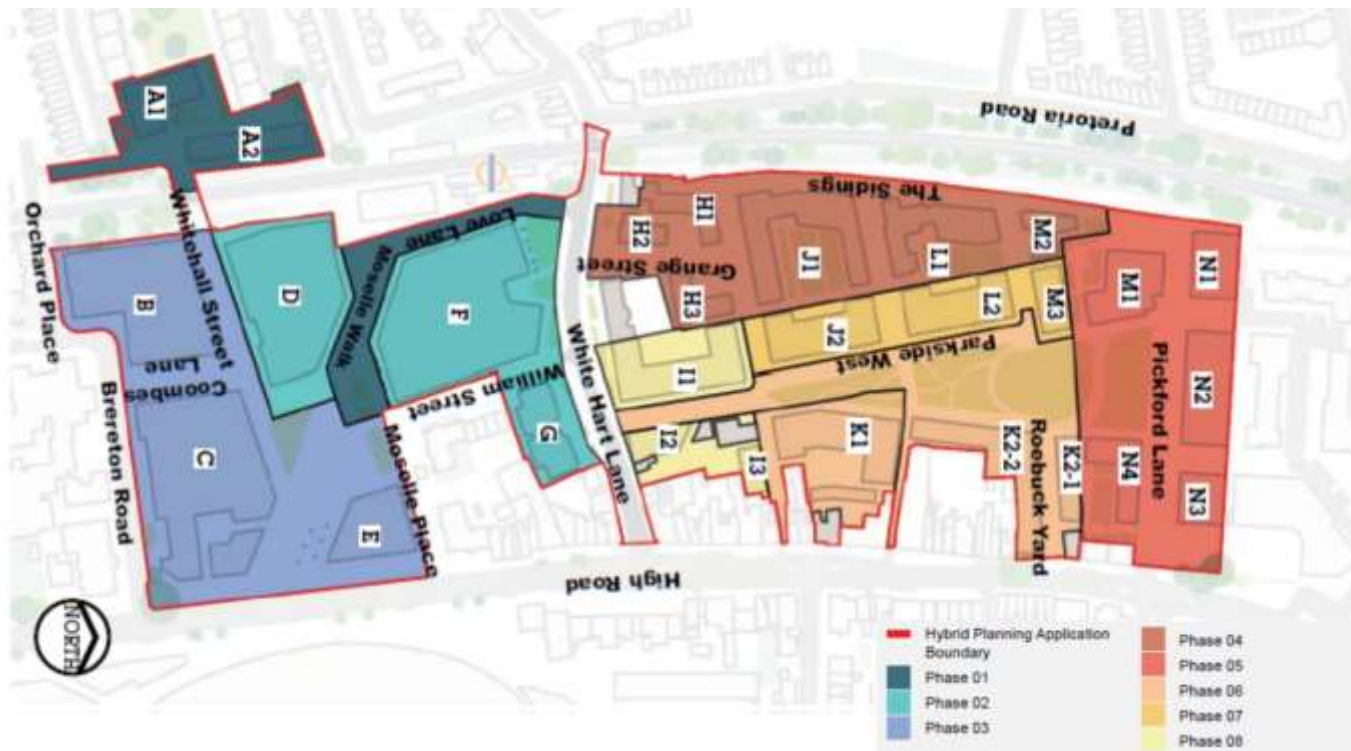 Pretoria Road
A1
A2
The Sidings
H1
H2
Grange Street
H3
J1
L1
M2
M1
N1
Love Lane
Moselle Walk
Whitehall Street
Orchard Place
B
D
F
White Hart Lane
I1
J2
L2
M3
Parkside West
Pickford Lane
N2
Coombes
Lane
Brereton Road
William Street
G
I2
I3
K1
K2-2
Roebuck Yard
K2-1
N4
N3
C
E
Moselle Place
High Road
NORTH
Hybrid Planning Application
Boundary
Phase 01
Phase 02
Phase 03
Phase 04
Phase 05
Phase 06
Phase 07
Phase 08